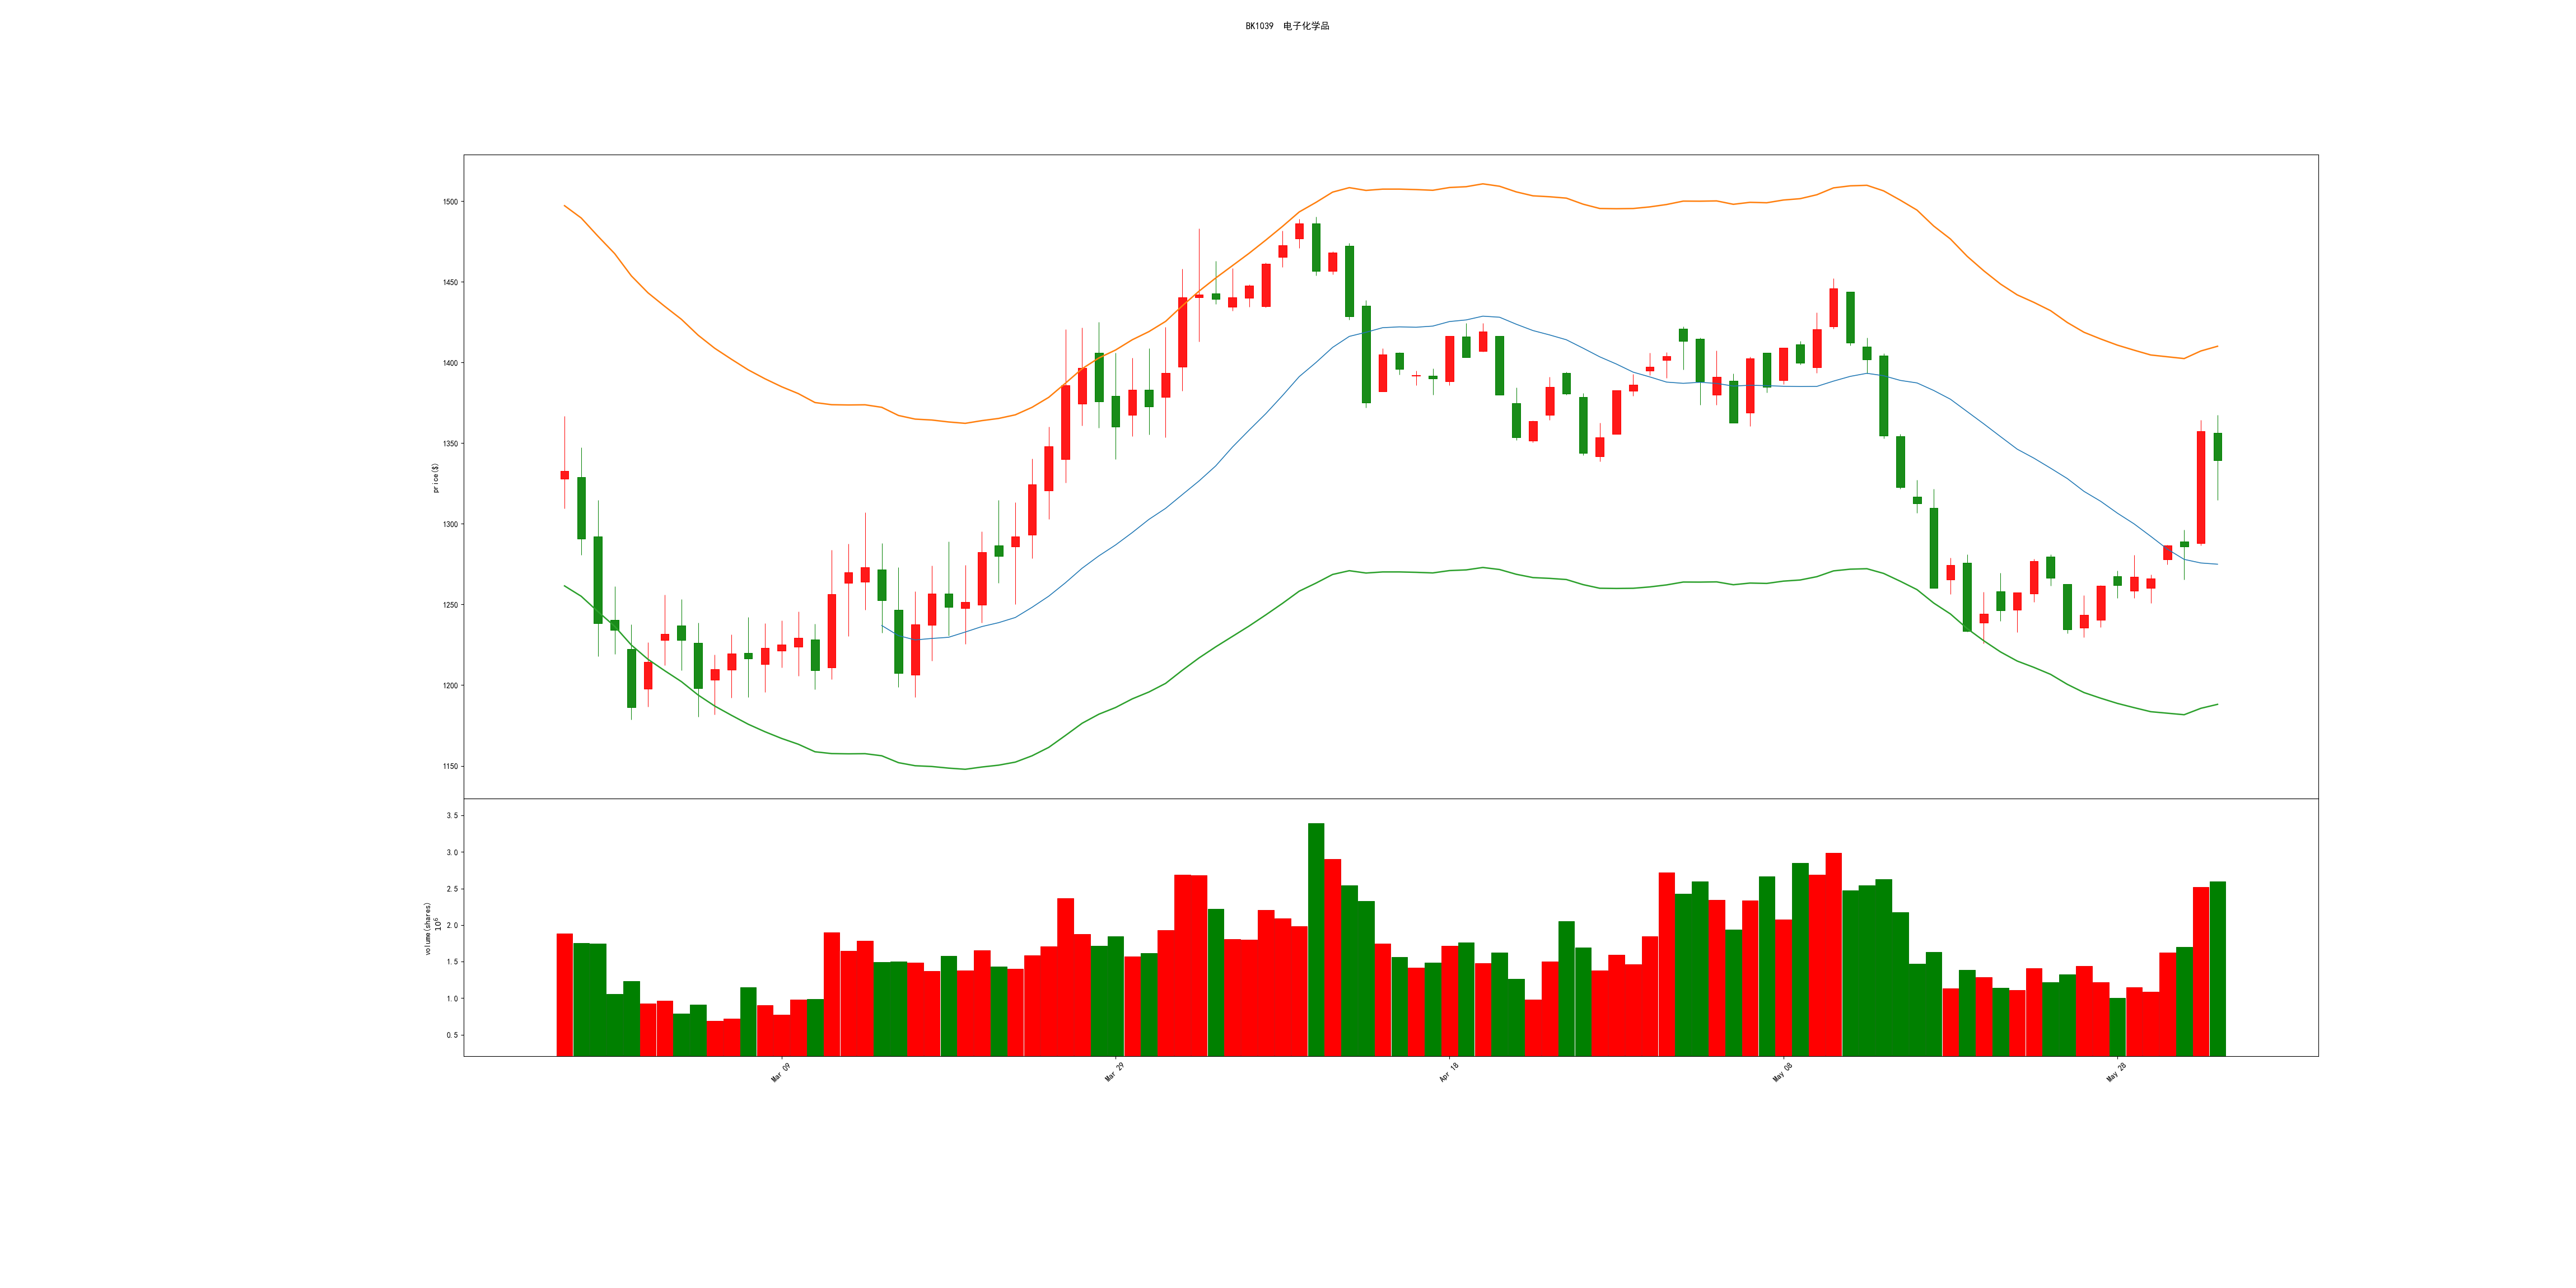 BK1039 电子化学品
1500
1450
1400
1350
1300
1250
1200
1150
price($)
3.5
3.0
2.5
2.0
1.5
1.0
0.5
volume(shares)
10^6
Mar 09
Mar 29
Apr 18
May 08
May 28